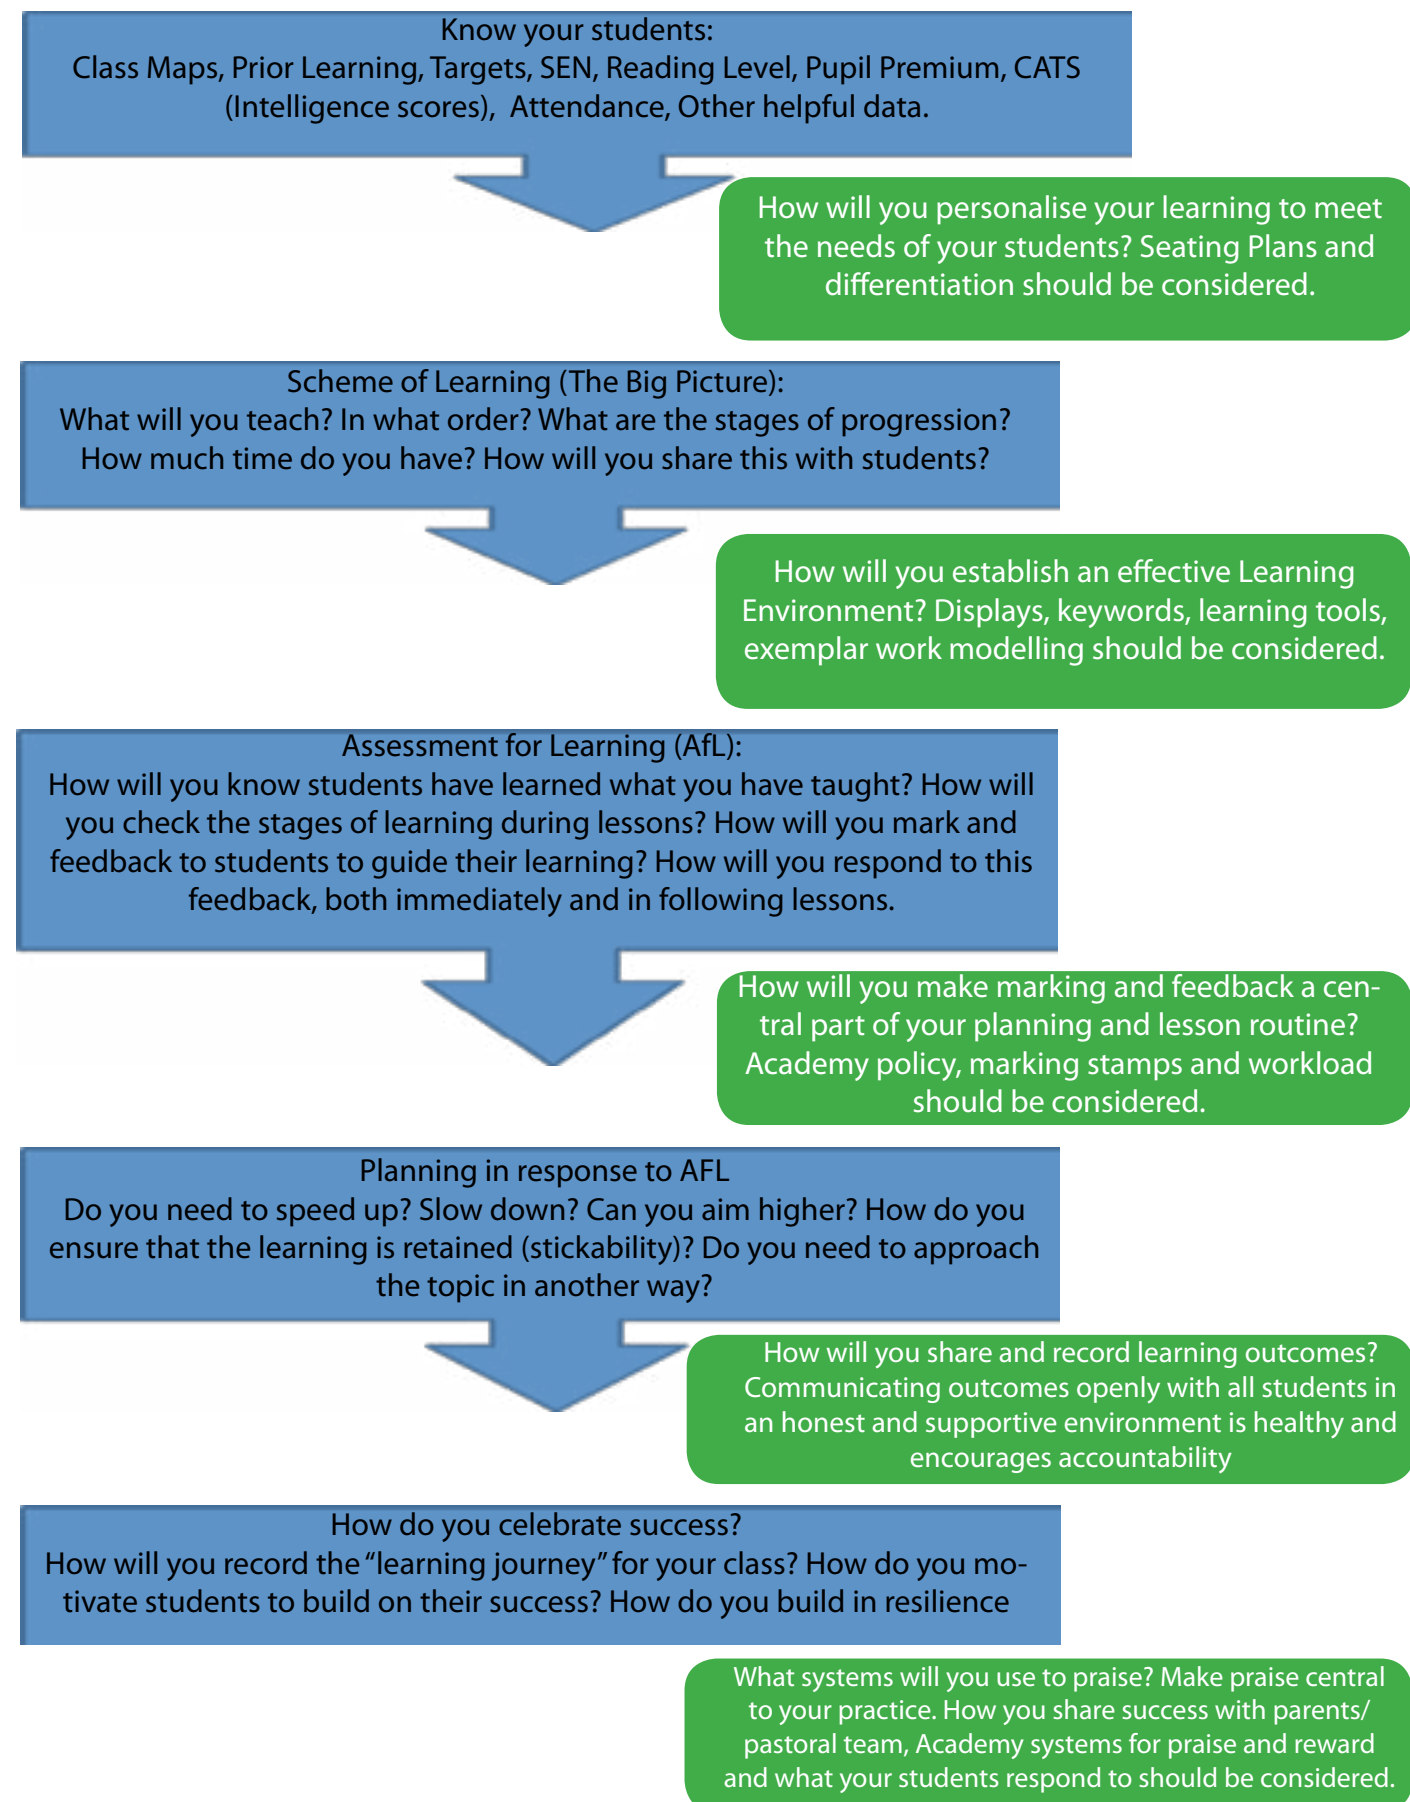 Know your students:
Class Maps, Prior Learning, Targets, SEN, Reading Level, Pupil Premium, CATS
(Intelligence scores),  Attendance, Other helpful data.
How will you personalise your learning to meet
the needs of your students? Seating Plans and
differentiation should be considered.
Scheme of Learning (The Big Picture):
What will you teach? In what order? What are the stages of progression?
How much time do you have? How will you share this with students?
How will you establish an effective Learning
Environment? Displays, keywords, learning tools,
exemplar work modelling should be considered.
Assessment for Learning (AfL):
How will you know students have learned what you have taught? How will
you check the stages of learning during lessons? How will you mark and
feedback to students to guide their learning? How will you respond to this
feedback, both immediately and in following lessons.
How will you make marking and feedback a cen-
tral part of your planning and lesson routine?
Academy policy, marking stamps and workload
should be considered.
Planning in response to AFL
Do you need to speed up? Slow down? Can you aim higher? How do you
ensure that the learning is retained (stickability)? Do you need to approach
the topic in another way?
How will you share and record learning outcomes?
Communicating outcomes openly with all students in
an honest and supportive environment is healthy and
encourages accountability
How do you celebrate success?
How will you record the “learning journey” for your class? How do you mo-
tivate students to build on their success? How do you build in resilience
What systems will you use to praise? Make praise central
to your practice. How you share success with parents/
pastoral team, Academy systems for praise and reward
and what your students respond to should be considered.